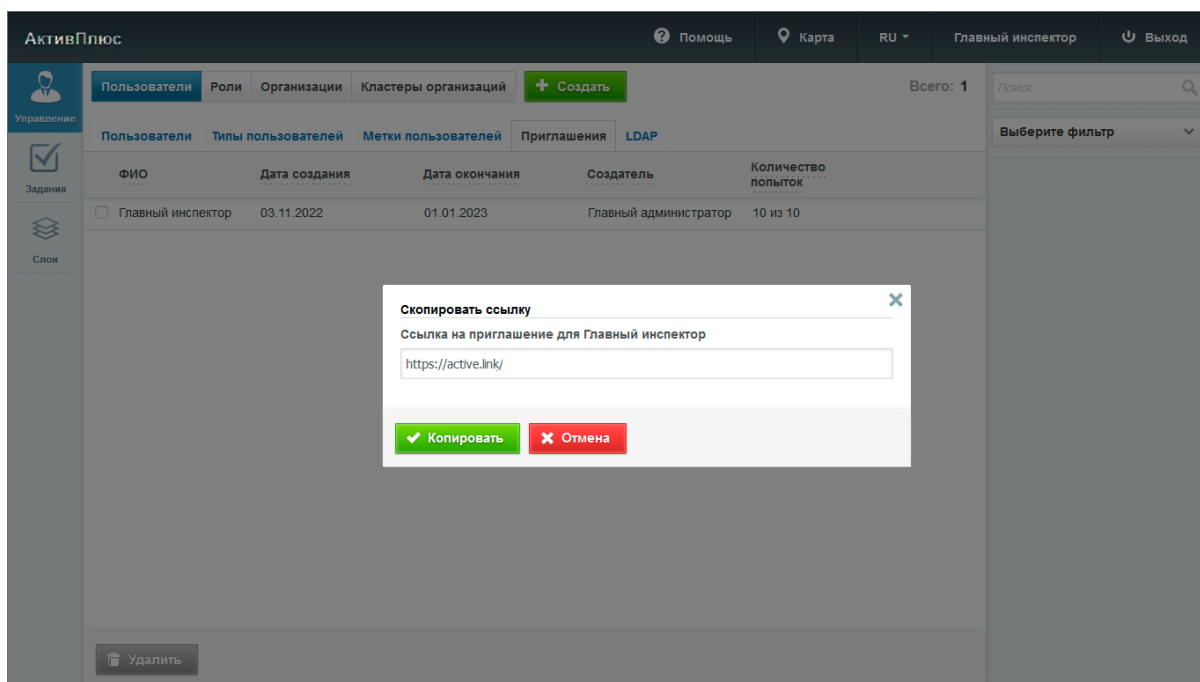 АктивПлюс
Помощь
Карта
RU
Главный инспектор
Выход
Управление
Задания
Слои
Пользователи
Роли
Организации
Кластеры организаций
Создать
Всего: 1
Поиск
Пользователи
Типы пользователей
Метки пользователей
Приглашения
LDAP
Выберите фильтр
ФИО
Дата создания
Дата окончания
Создатель
Количество
попыток
Главный инспектор
03.11.2022
01.01.2023
Главный администратор
10 из 10
Скопировать ссылку
Ссылка на приглашение для Главный инспектор
https://active.link/
Копировать
Отмена
Удалить